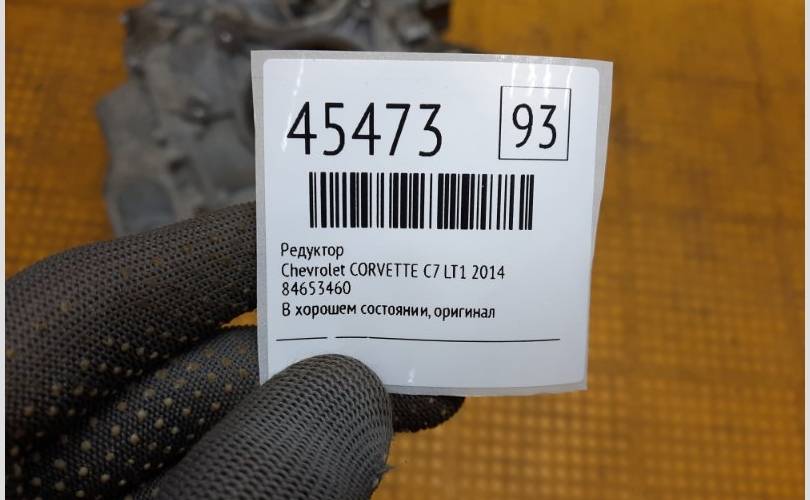 45473 93
Редуктор
Chevrolet CORVETTE C7 LT1 2014
84653460
В хорошем состоянии, оригинал